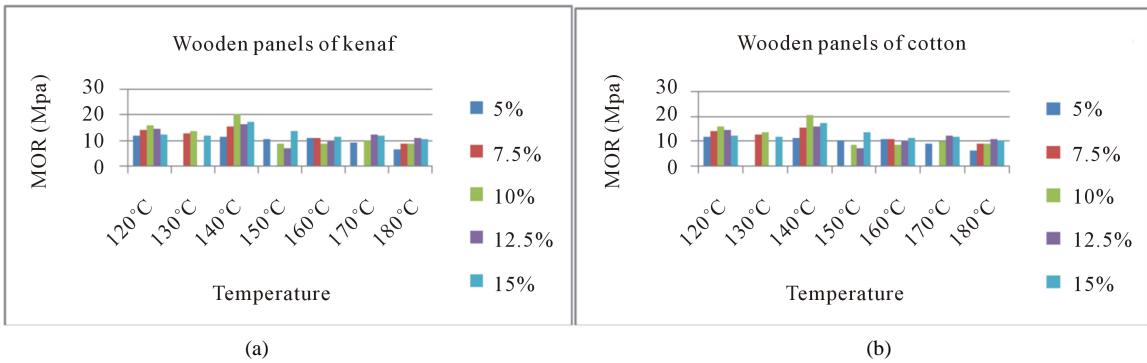 Wooden panels of kenaf
MOR (Mpa)
30
20
10
0
120°C
130°C
140°C
150°C
160°C
170°C
180°C
Temperature
5%
7.5%
10%
12.5%
15%
(a)
Wooden panels of cotton
MOR (Mpa)
30
20
10
0
120°C
130°C
140°C
150°C
160°C
170°C
180°C
Temperature
5%
7.5%
10%
12.5%
15%
(b)